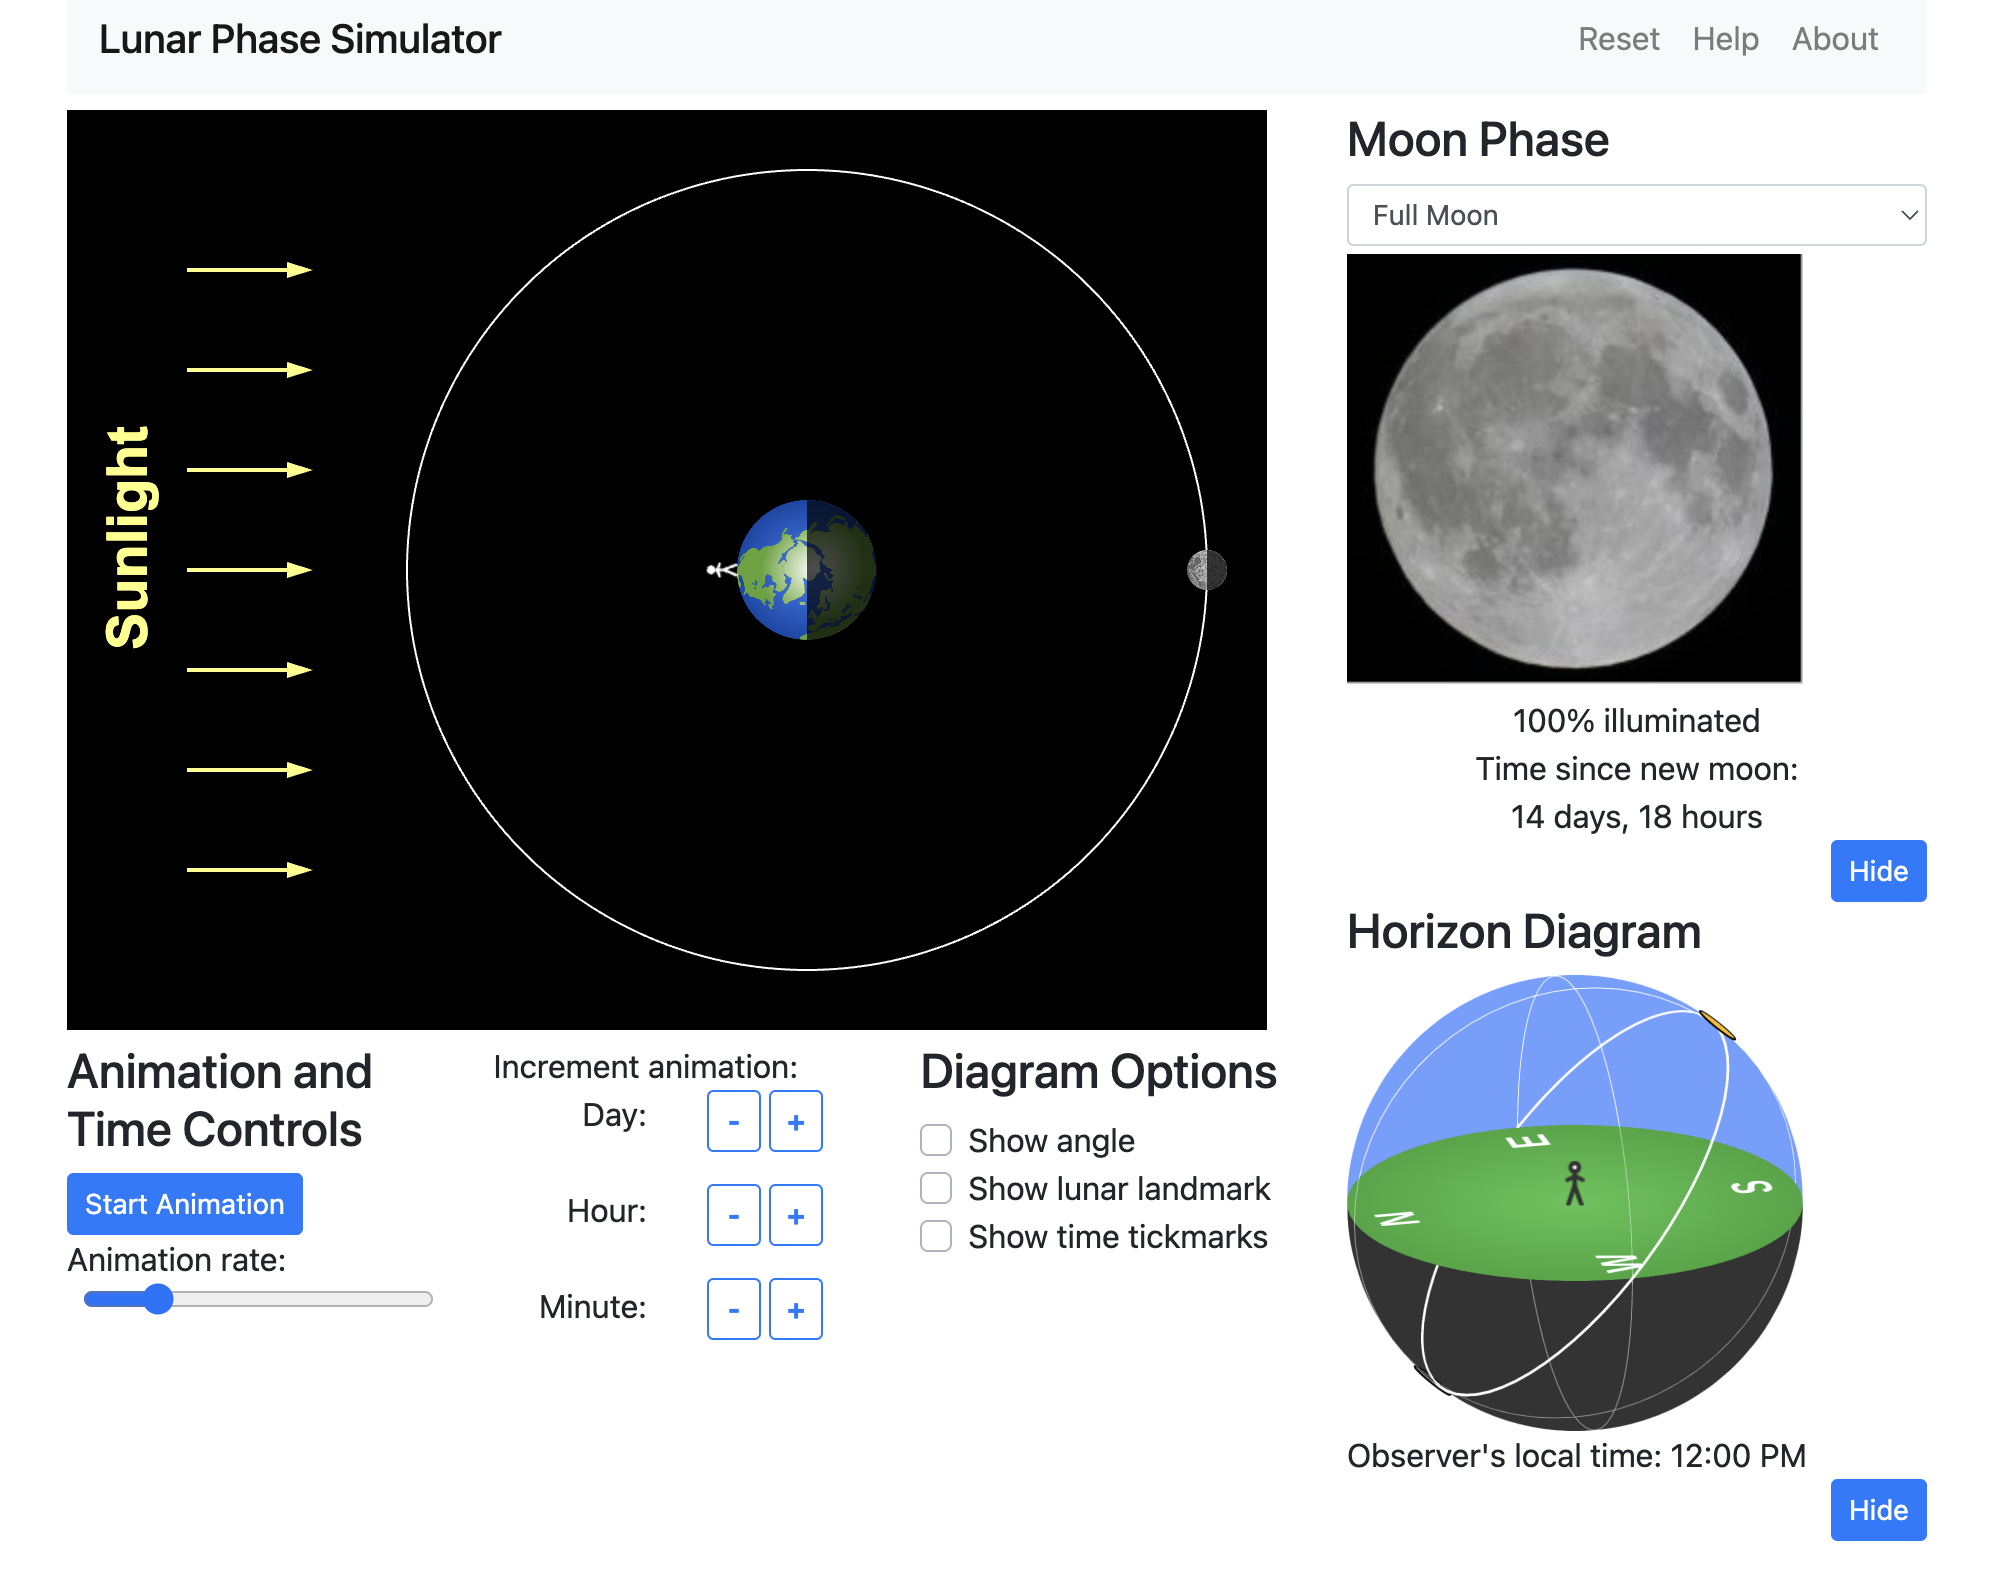 Lunar Phase Simulator
Reset Help About
Sunlight
Moon Phase
Full Moon
100% illuminated
Time since new moon:
14 days, 18 hours
Hide
Horizon Diagram
E
S
N
W
Observer's local time: 12:00 PM
Hide
Animation and
Time Controls
Start Animation
Animation rate:
Increment animation:
Day: - +
Hour: - +
Minute: - +
Diagram Options
Show angle
Show lunar landmark
Show time tickmarks